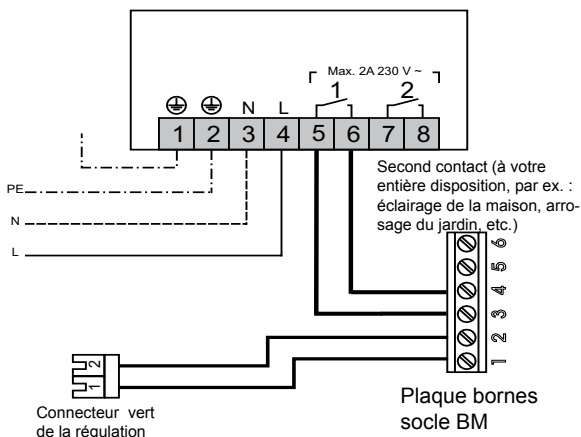 Max. 2A 230 V ~
1 2
N L
1 2 3 4 5 6 7 8
Second contact (à votre
entière disposition, par ex. :
éclairage de la maison, arro-
sage du jardin, etc.)
PE
N
L
6
5
4
3
2
1
2
1
Connecteur vert
de la régulation
Plaque bornes
socle BM